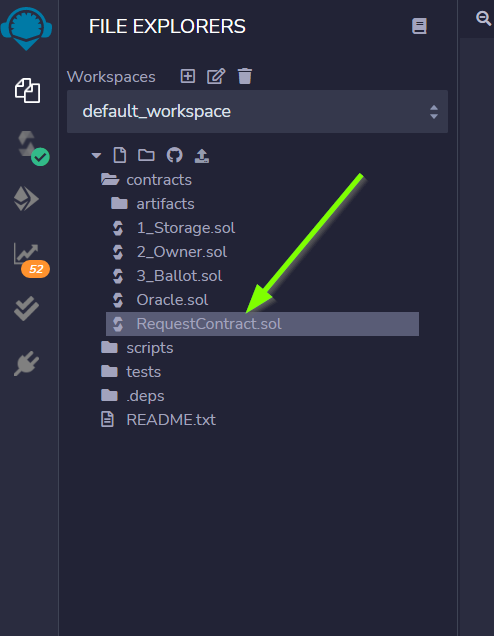 FILE EXPLORERS
Workspaces
default_workspace
contracts
artifacts
1_Storage.sol
2_Owner.sol
3_Ballot.sol
Oracle.sol
RequestContract.sol
scripts
tests
.deps
README.txt
52